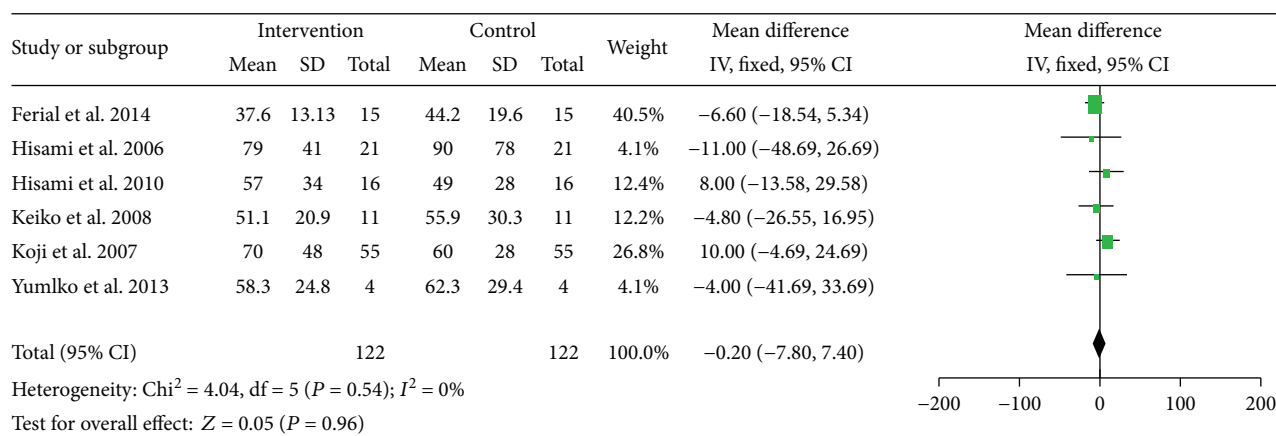 Study or subgroup Intervention Control Weight Mean difference Mean difference
Mean SD Total Mean SD Total IV, fixed, 95% CI IV, fixed, 95% CI
Ferial et al. 2014 37.6 13.13 15 44.2 19.6 15 40.5% −6.60 (−18.54, 5.34)
Hisami et al. 2006 79 41 21 90 78 21 4.1% −11.00 (−48.69, 26.69)
Hisami et al. 2010 57 34 16 49 28 16 12.4% 8.00 (−13.58, 29.58)
Keiko et al. 2008 51.1 20.9 11 55.9 30.3 11 12.2% −4.80 (−26.55, 16.95)
Koji et al. 2007 70 48 55 60 28 55 26.8% 10.00 (−4.69, 24.69)
Yumlko et al. 2013 58.3 24.8 4 62.3 29.4 4 4.1% −4.00 (−41.69, 33.69)
Total (95% CI) 122 122 100.0% −0.20 (−7.80, 7.40)
Heterogeneity: Chi² = 4.04, df = 5 (P = 0.54); I² = 0%
Test for overall effect: Z = 0.05 (P = 0.96)
−200 −100 0 100 200